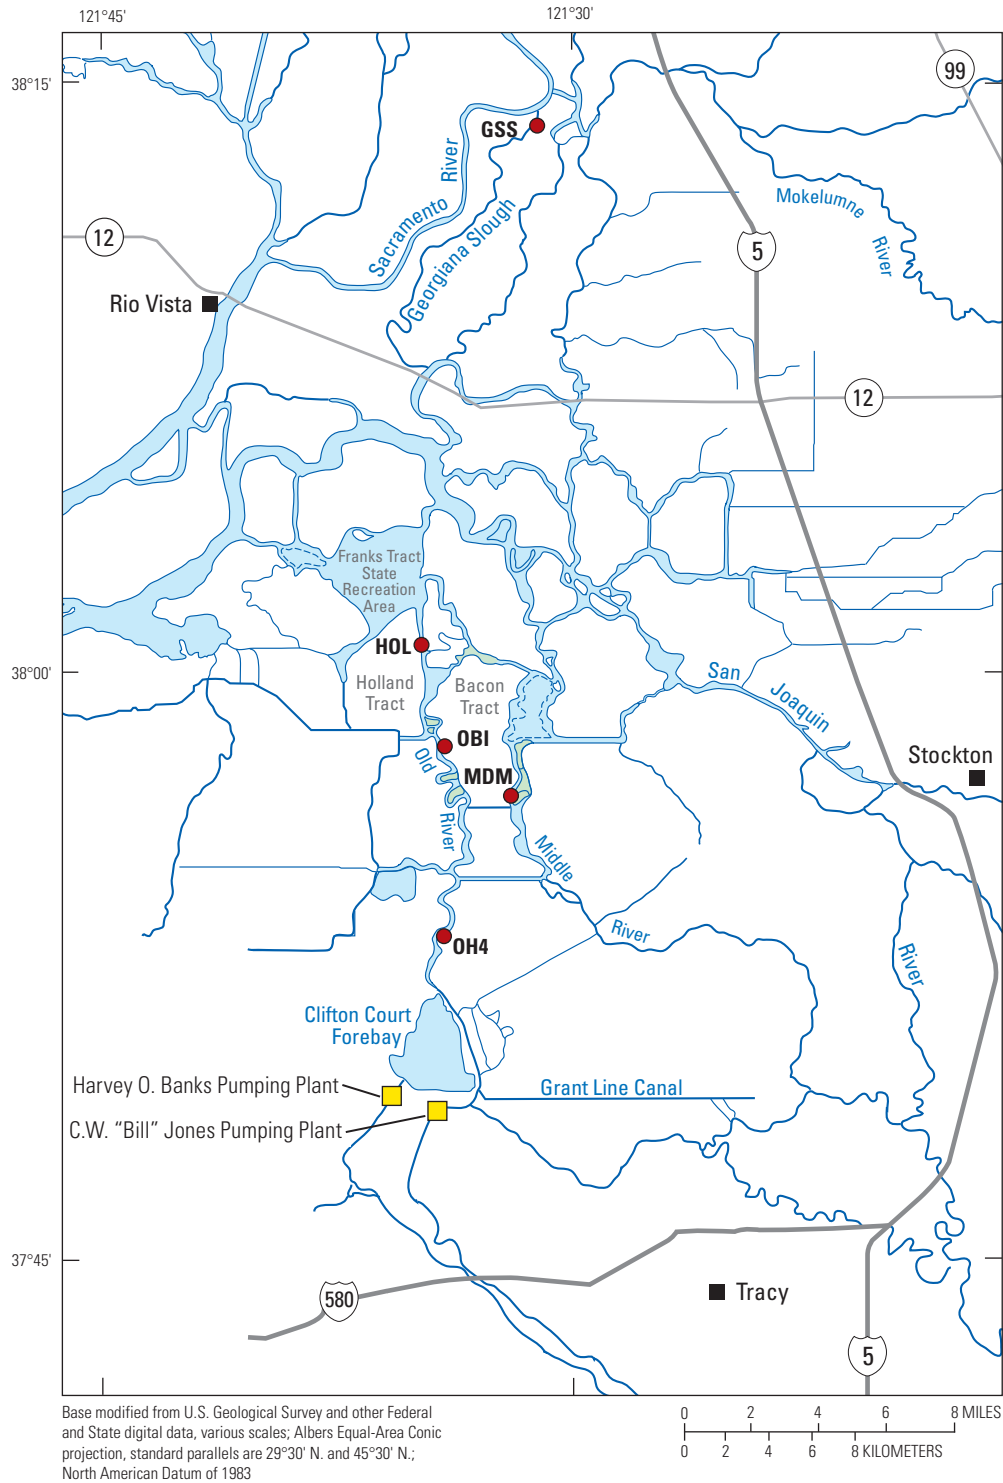 121°45'
121°30'
38°15'
99
GSS
Sacramento
River
Georgiana Slough
Mokelumne
River
12
5
Rio Vista
12
Franks Tract
State
Recreation
Area
HOL
38°00'
Holland
Tract
Bacon
Tract
San
Joaquin
OBI
Old
River
MDM
Stockton
Middle
River
River
OH4
Clifton Court
Forebay
Harvey O. Banks Pumping Plant
Grant Line Canal
C.W. “Bill” Jones Pumping Plant
37°45'
580
Tracy
5
Base modified from U.S. Geological Survey and other Federal
and State digital data, various scales; Albers Equal-Area Conic
projection, standard parallels are 29°30' N. and 45°30' N.;
North American Datum of 1983
0 2 4 6 8 MILES
0 2 4 6 8 KILOMETERS